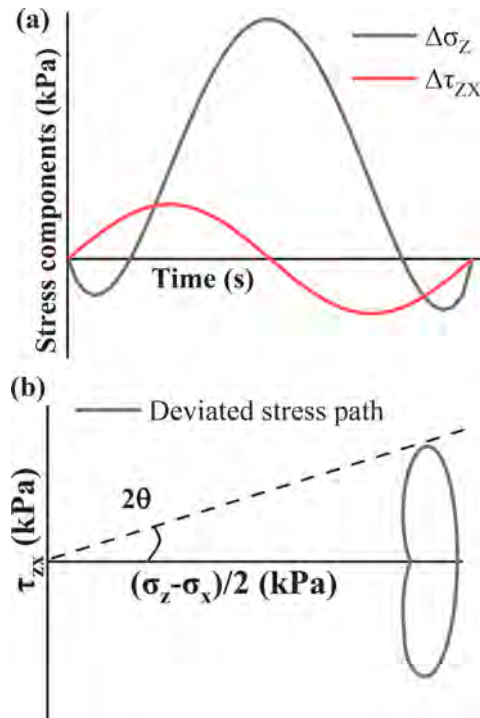 (a)
Δσ_Z
Δτ_ZX
Stress components (kPa)
Time (s)
(b)
Deviated stress path
2θ
τ_zx (kPa)
(σ_z-σ_x)/2 (kPa)